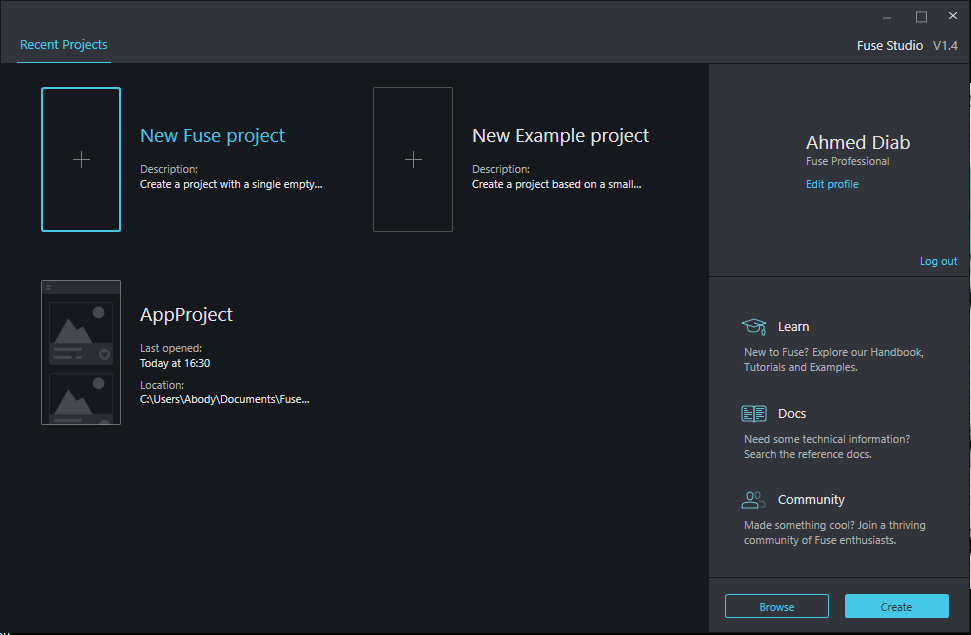 Recent Projects
Fuse Studio V1.4
New Fuse project
Description:
Create a project with a single empty...
New Example project
Description:
Create a project based on a small...
AppProject
Last opened:
Today at 16:30
Location:
C:\Users\Abody\Documents\Fuse...
Ahmed Diab
Fuse Professional
Edit profile
Log out
Learn
New to Fuse? Explore our Handbook,
Tutorials and Examples.
Docs
Need some technical information?
Search the reference docs.
Community
Made something cool? Join a thriving
community of Fuse enthusiasts.
Browse
Create